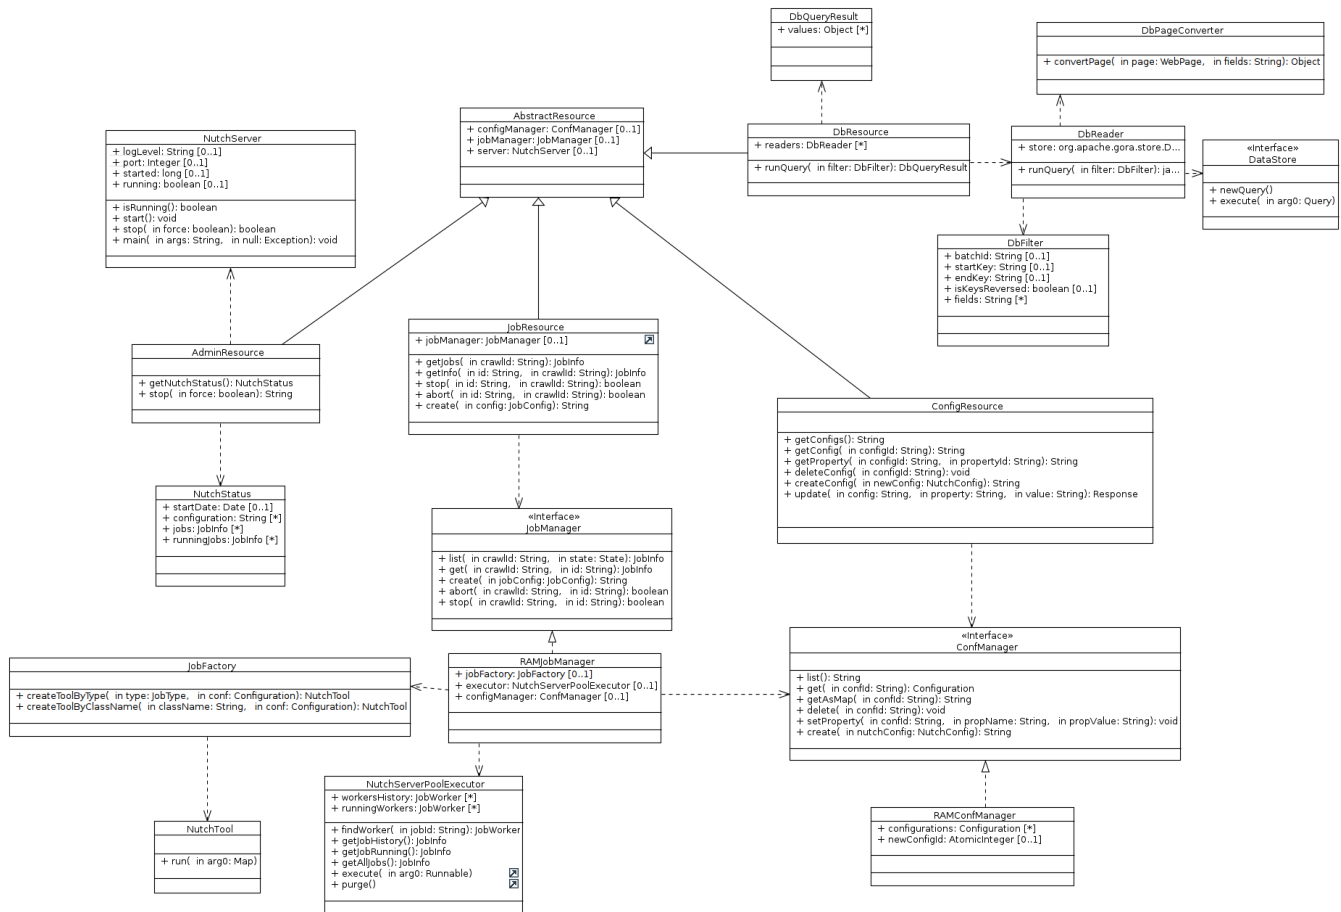 DbQueryResult
+ values: Object [*]
DbPageConverter
+ convertPage(  in page: WebPage,   in fields: String): Object
AbstractResource
+ configManager: ConfManager [0..1]
+ jobManager: JobManager [0..1]
+ server: NutchServer [0..1]
DbResource
+ readers: DbReader [*]
+ runQuery(  in filter: DbFilter): DbQueryResult
DbReader
+ store: org.apache.gora.store.D...
+ runQuery(  in filter: DbFilter): ja...
«Interface»
DataStore
+ newQuery()
+ execute(  in arg0: Query)
NutchServer
+ logLevel: String [0..1]
+ port: Integer [0..1]
+ started: long [0..1]
+ running: boolean [0..1]
+ isRunning(): boolean
+ start(): void
+ stop(  in force: boolean): boolean
+ main(  in args: String,   in null: Exception): void
DbFilter
+ batchId: String [0..1]
+ startKey: String [0..1]
+ endKey: String [0..1]
+ isKeysReversed: boolean [0..1]
+ fields: String [*]
AdminResource
+ getNutchStatus(): NutchStatus
+ stop(  in force: boolean): String
JobResource
+ jobManager: JobManager [0..1]
+ getJobs(  in crawlId: String): JobInfo
+ getInfo(  in id: String,   in crawlId: String): JobInfo
+ stop(  in id: String,   in crawlId: String): boolean
+ abort(  in id: String,   in crawlId: String): boolean
+ create(  in config: JobConfig): String
ConfigResource
+ getConfigs(): String
+ getConfig(  in configId: String): String
+ getProperty(  in configId: String,   in propertyId: String): String
+ deleteConfig(  in configId: String): void
+ createConfig(  in newConfig: NutchConfig): String
+ update(  in config: String,   in property: String,   in value: String): Response
NutchStatus
+ startDate: Date [0..1]
+ configuration: String [*]
+ jobs: JobInfo [*]
+ runningJobs: JobInfo [*]
«Interface»
JobManager
+ list(  in crawlId: String,   in state: State): JobInfo
+ get(  in crawlId: String,   in id: String): JobInfo
+ create(  in jobConfig: JobConfig): String
+ abort(  in crawlId: String,   in id: String): boolean
+ stop(  in crawlId: String,   in id: String): boolean
«Interface»
ConfManager
+ list(): String
+ get(  in confId: String): Configuration
+ getAsMap(  in confId: String): String
+ delete(  in confId: String): void
+ setProperty(  in confId: String,   in propName: String,   in propValue: String): void
+ create(  in nutchConfig: NutchConfig): String
JobFactory
+ createToolByType(  in type: JobType,   in conf: Configuration): NutchTool
+ createToolByClassName(  in className: String,   in conf: Configuration): NutchTool
RAMJobManager
+ jobFactory: JobFactory [0..1]
+ executor: NutchServerPoolExecutor [0..1]
+ configManager: ConfManager [0..1]
NutchServerPoolExecutor
+ workersHistory: JobWorker [*]
+ runningWorkers: JobWorker [*]
+ findWorker(  in jobId: String): JobWorker
+ getJobHistory(): JobInfo
+ getJobRunning(): JobInfo
+ getAllJobs(): JobInfo
+ execute(  in arg0: Runnable)
+ purge()
NutchTool
+ run(  in arg0: Map)
RAMConfManager
+ configurations: Configuration [*]
+ newConfigId: AtomicInteger [0..1]